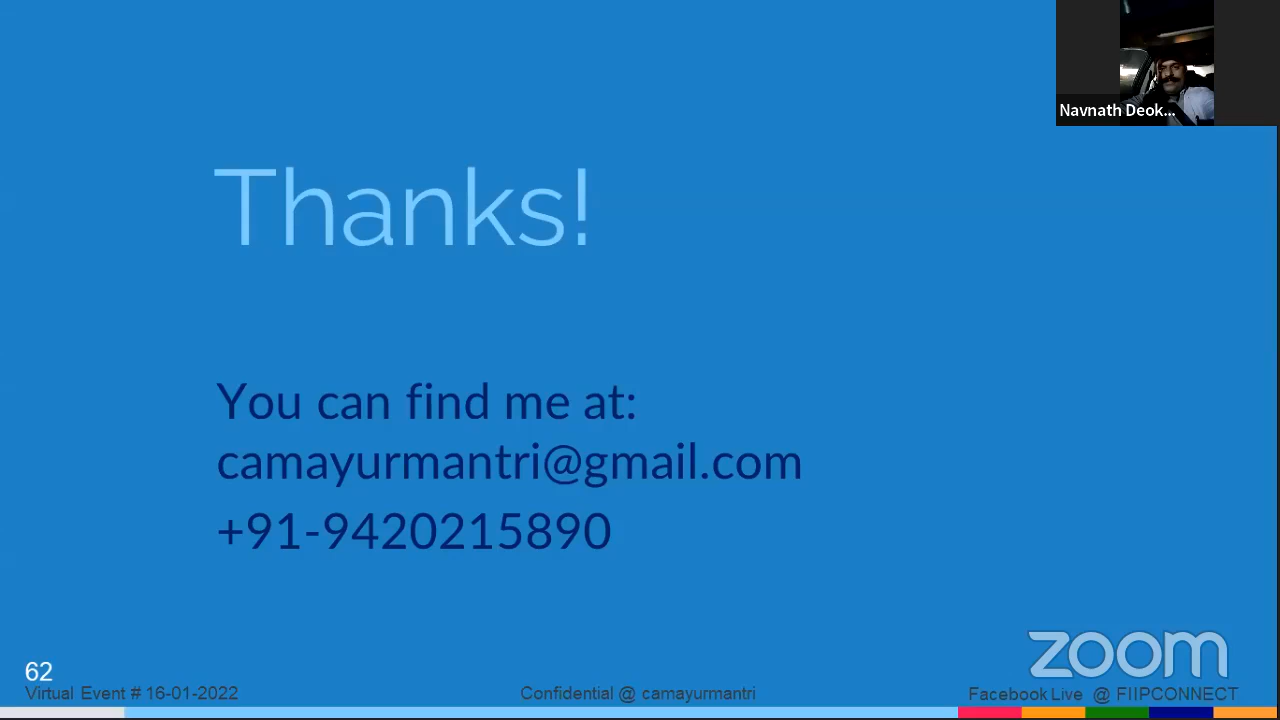 Navnath Deok...
Thanks!
You can find me at:
camayurmantri@gmail.com
+91-9420215890
zoom
62
Virtual Event # 16-01-2022
Confidential @ camayurmantri
Facebook Live @ FIIPCONNECT